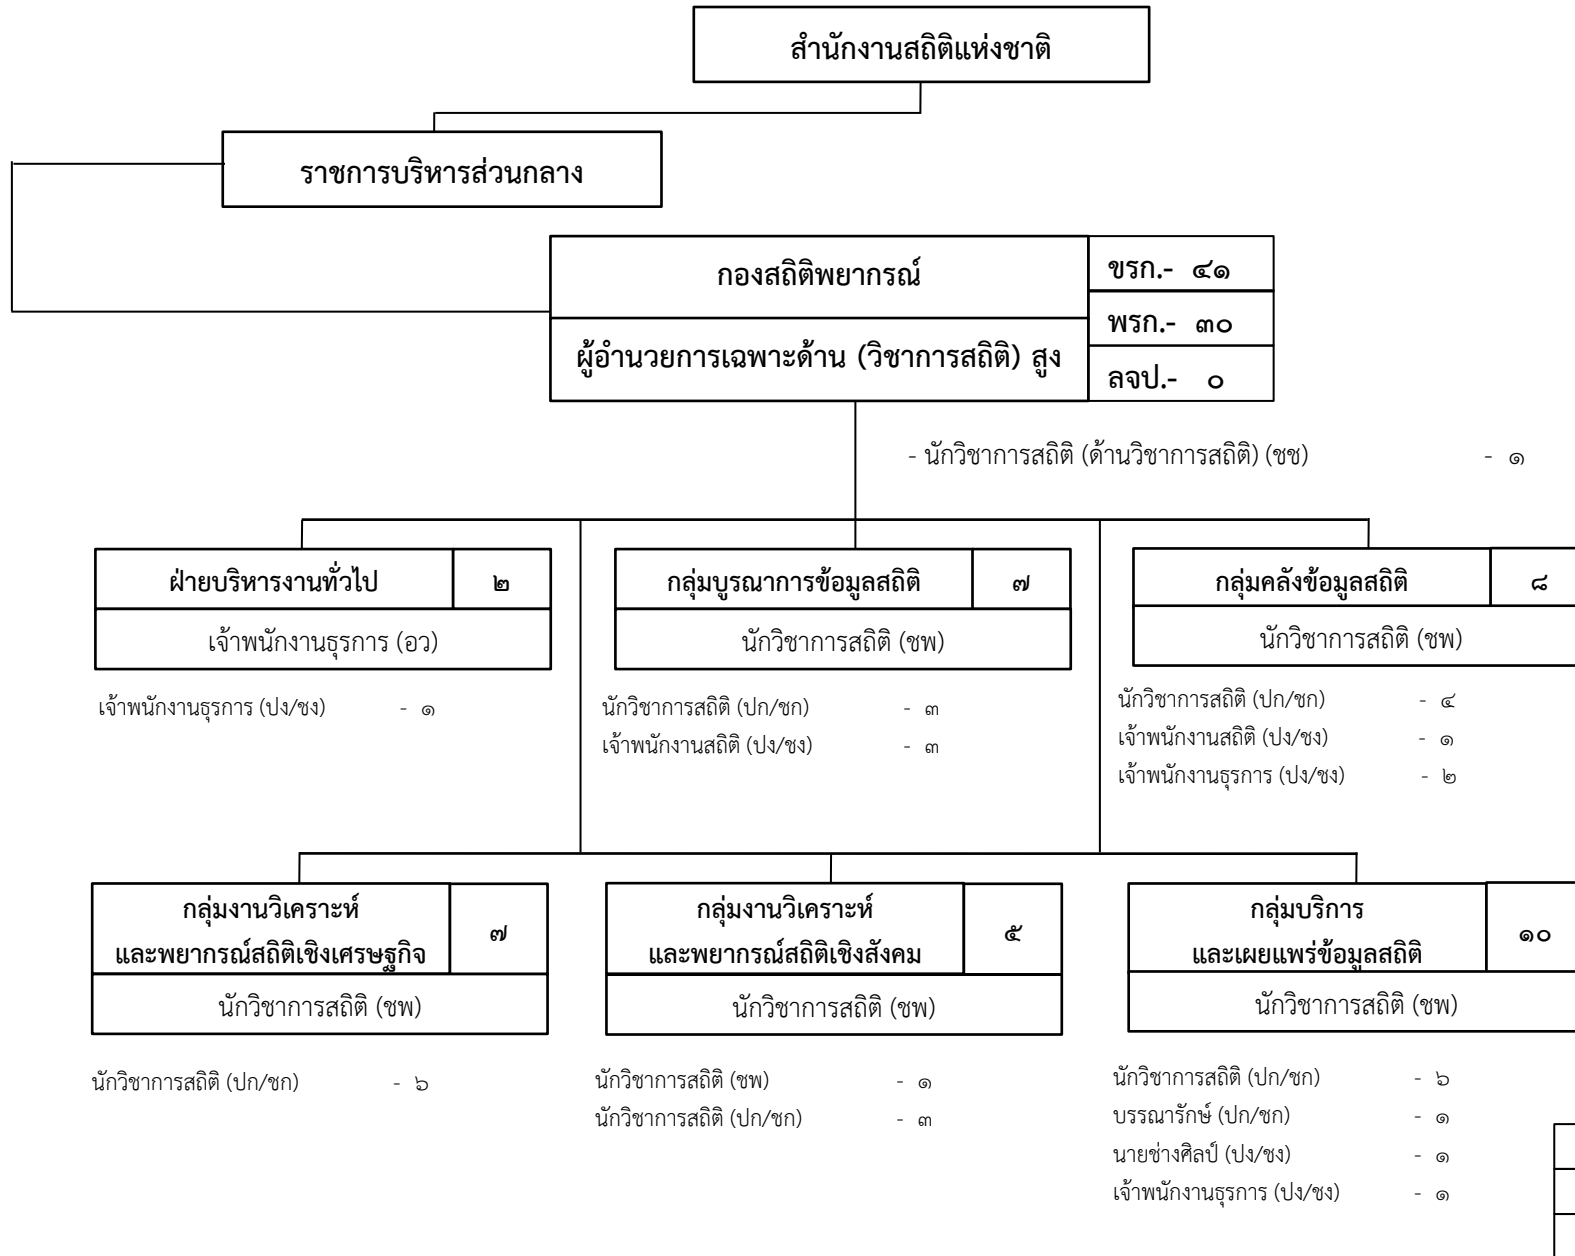 สำนักงานสถิติแห่งชาติ
ราชการบริหารส่วนกลาง
กองสถิติพยากรณ์
ขรก.- ๔๑
พรก.- ๓๐
ผู้อำนวยการเฉพาะด้าน (วิชาการสถิติ) สูง
ลจป.- ๐
- นักวิชาการสถิติ (ด้านวิชาการสถิติ) (ชช) - ๑
ฝ่ายบริหารงานทั่วไป ๒
เจ้าพนักงานธุรการ (อว)
เจ้าพนักงานธุรการ (ปง/ชง) - ๑
กลุ่มบูรณาการข้อมูลสถิติ ๗
นักวิชาการสถิติ (ชพ)
นักวิชาการสถิติ (ปก/ชก) - ๓
เจ้าพนักงานสถิติ (ปง/ชง) - ๓
กลุ่มคลังข้อมูลสถิติ ๘
นักวิชาการสถิติ (ชพ)
นักวิชาการสถิติ (ปก/ชก) - ๔
เจ้าพนักงานสถิติ (ปง/ชง) - ๑
เจ้าพนักงานธุรการ (ปง/ชง) - ๒
กลุ่มงานวิเคราะห์
และพยากรณ์สถิติเชิงเศรษฐกิจ ๗
นักวิชาการสถิติ (ชพ)
นักวิชาการสถิติ (ปก/ชก) - ๖
กลุ่มงานวิเคราะห์
และพยากรณ์สถิติเชิงสังคม ๕
นักวิชาการสถิติ (ชพ)
นักวิชาการสถิติ (ชพ) - ๑
นักวิชาการสถิติ (ปก/ชก) - ๓
กลุ่มบริการ
และเผยแพร่ข้อมูลสถิติ ๑๐
นักวิชาการสถิติ (ชพ)
นักวิชาการสถิติ (ปก/ชก) - ๖
บรรณารักษ์ (ปก/ชก) - ๑
นายช่างศิลป์ (ปง/ชง) - ๑
เจ้าพนักงานธุรการ (ปง/ชง) - ๑